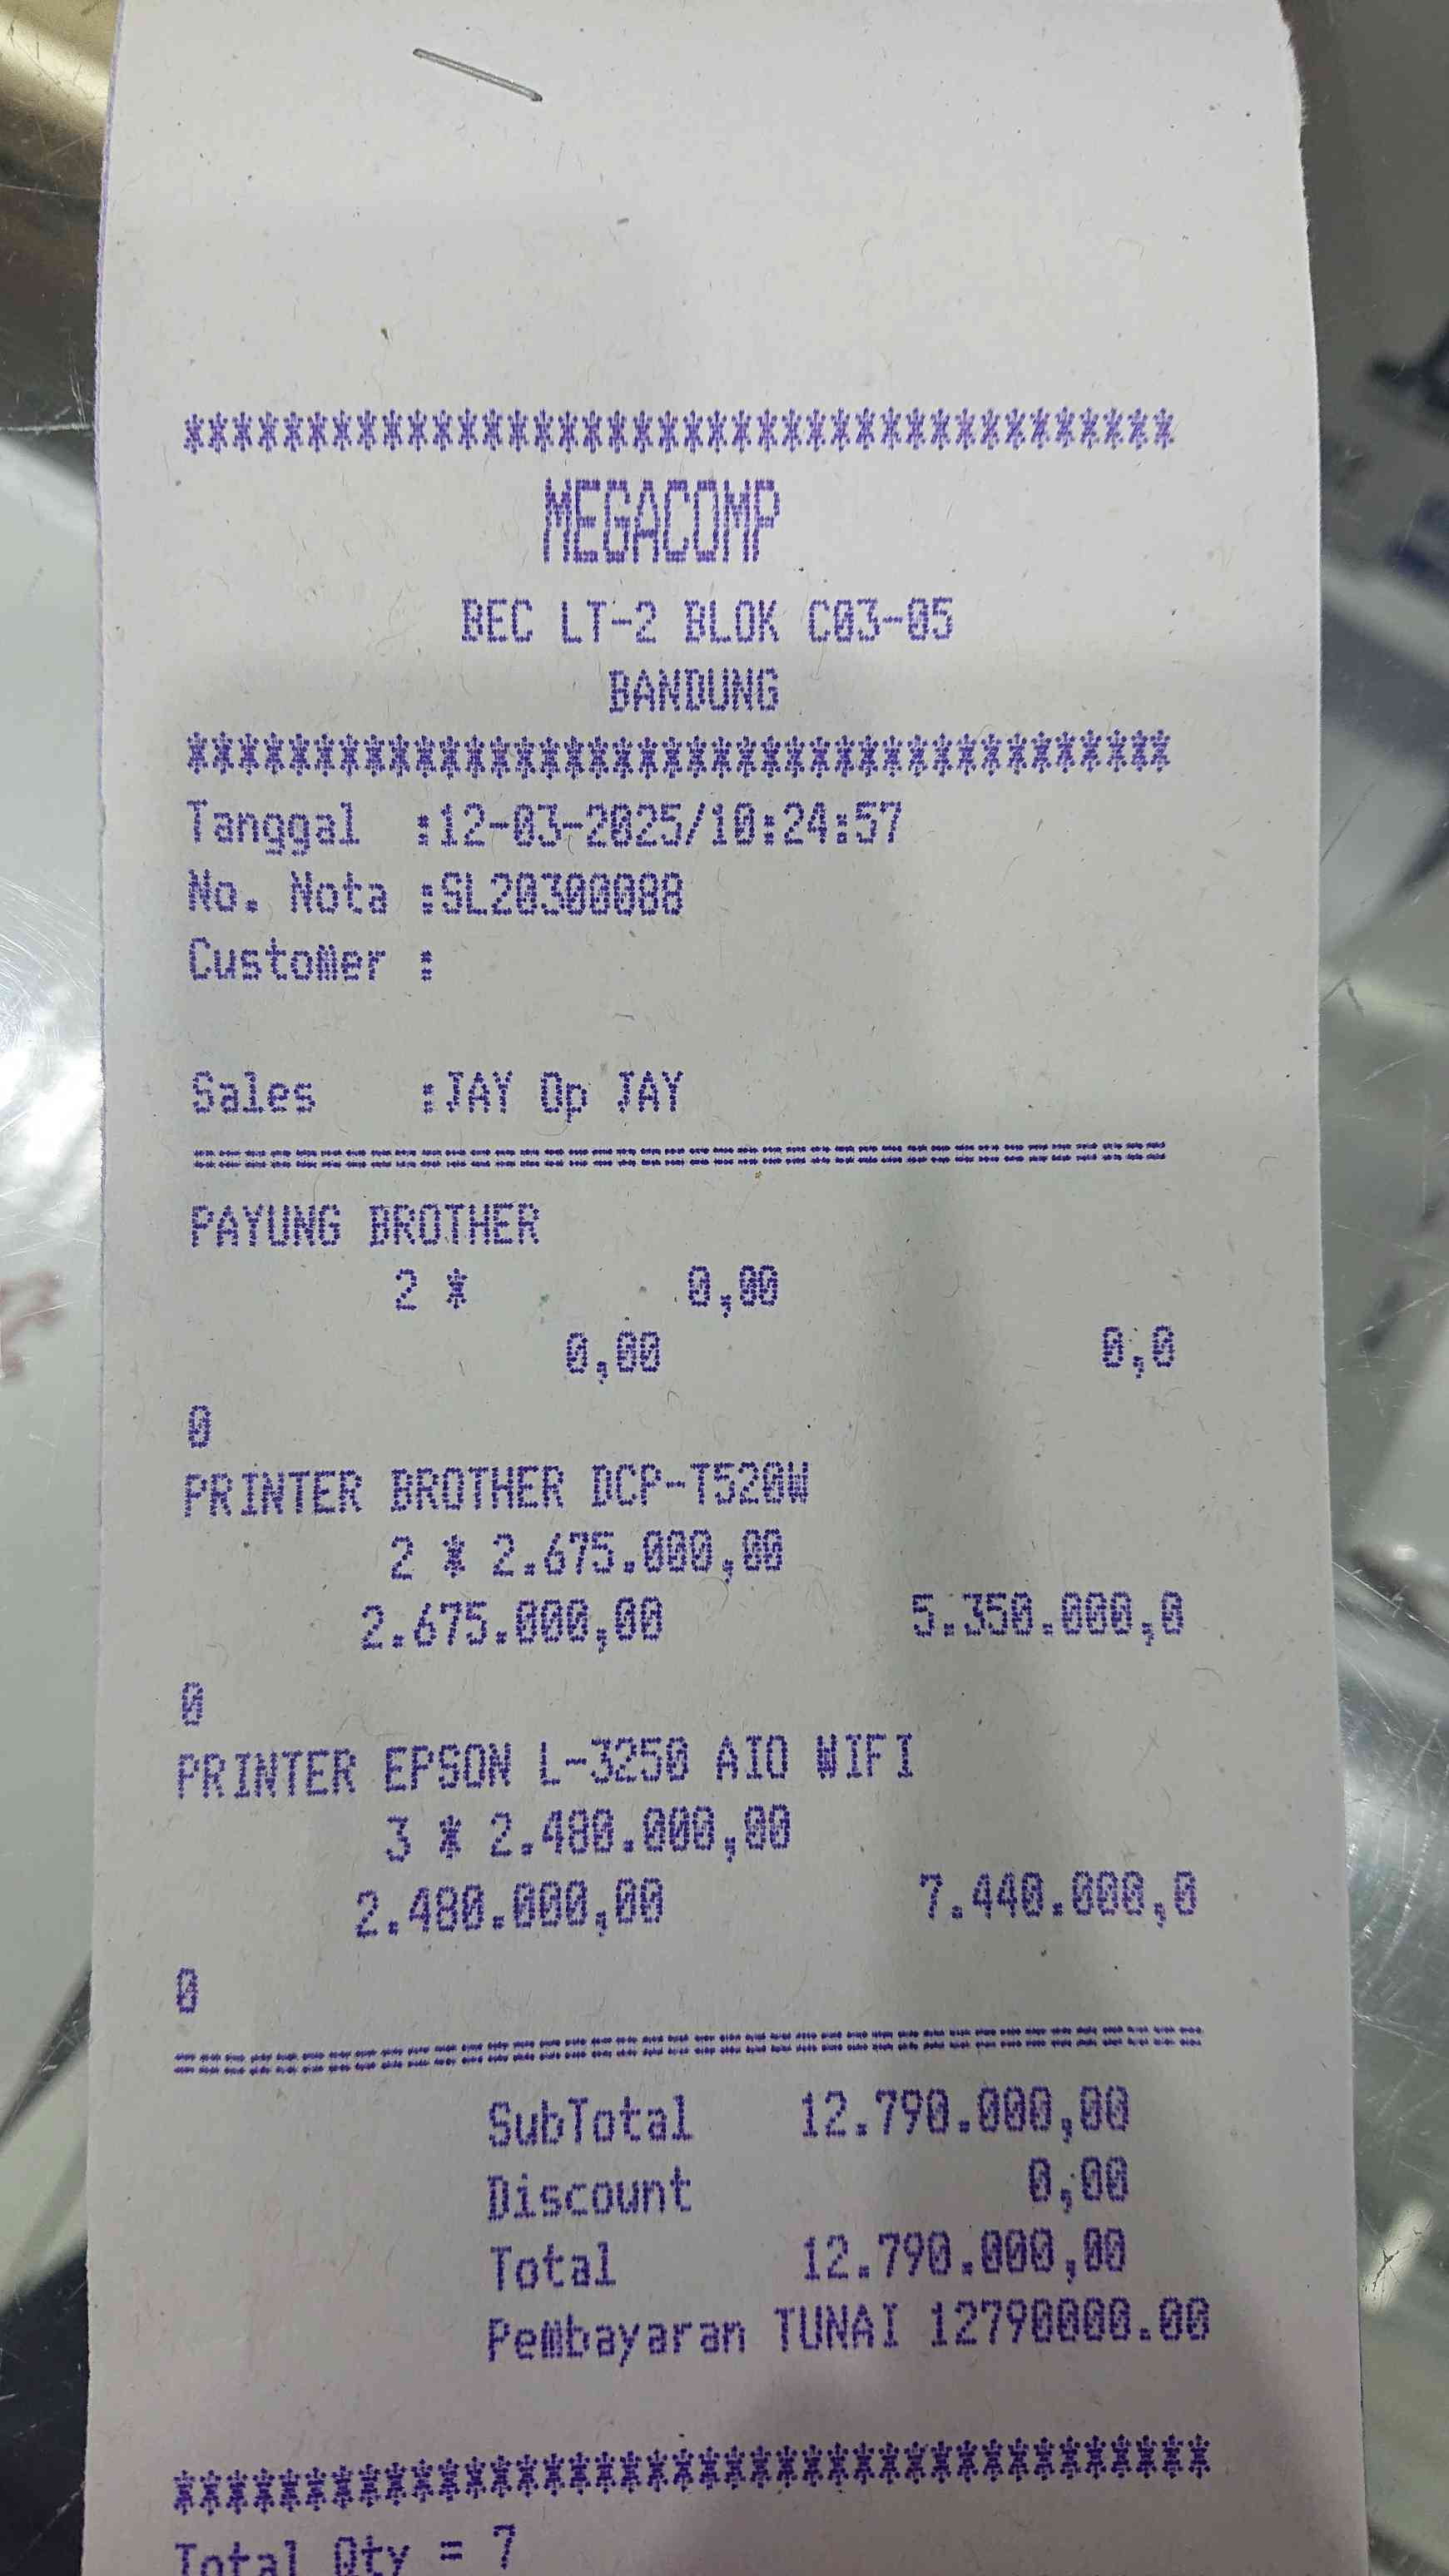 ****************************************
MEGACOMP
BEC LT-2 BLOK C03-05
BANDUNG
****************************************
Tanggal :12-03-2025/10:24:57
No. Nota :SL20300088
Customer :
Sales :JAY Op JAY
========================================
PAYUNG BROTHER
2 * 0,00
0,00 0,0
0
PRINTER BROTHER DCP-T520W
2 * 2.675.000,00
2.675.000,00 5.350.000,0
0
PRINTER EPSON L-3250 AIO WIFI
3 * 2.480.000,00
2.480.000,00 7.440.000,0
0
========================================
SubTotal 12.790.000,00
Discount 0,00
Total 12.790.000,00
Pembayaran TUNAI 12790000.00
****************************************
Total Qty = 7